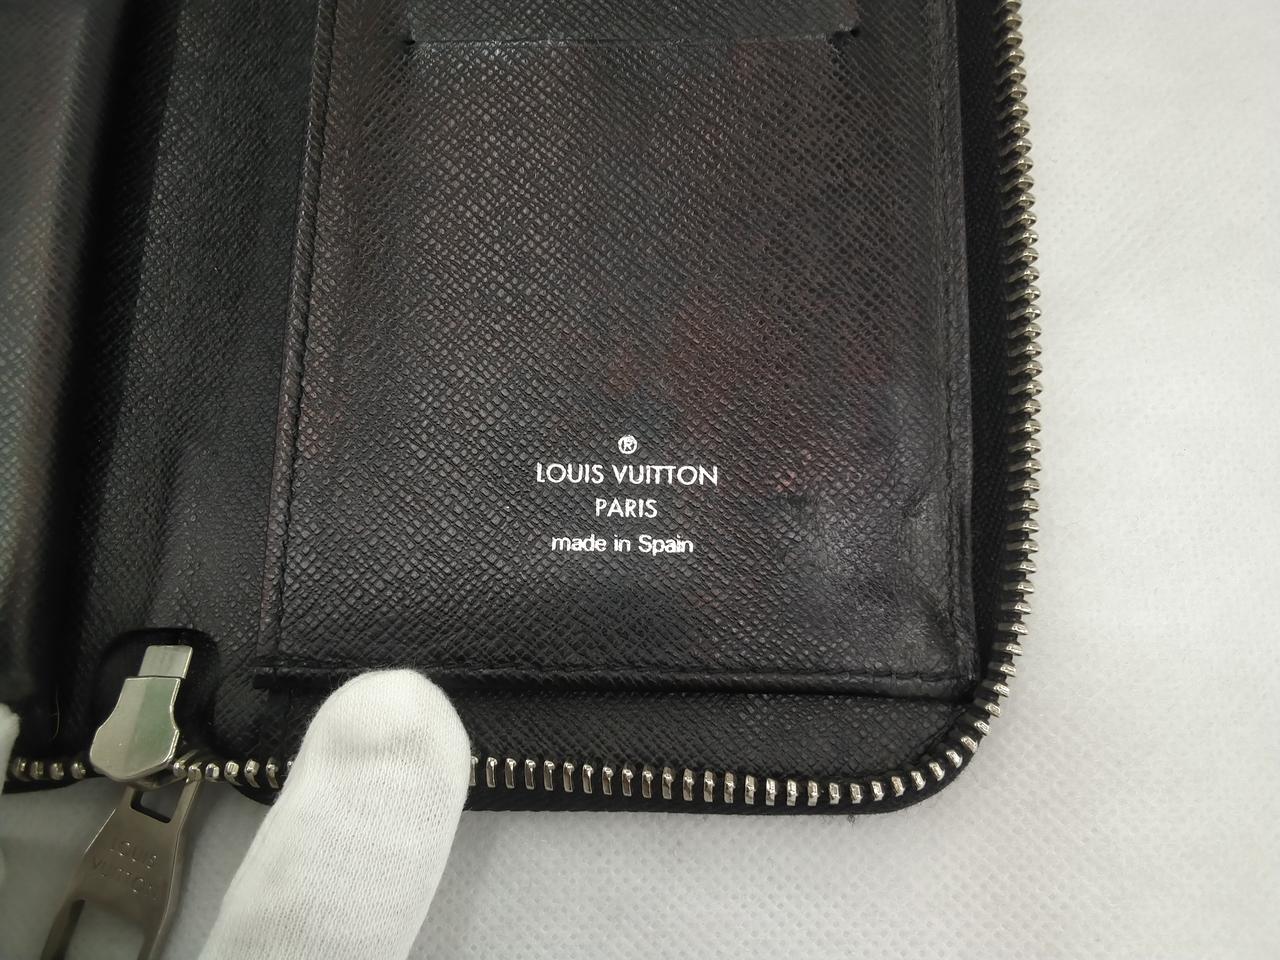 ®
LOUIS VUITTON
PARIS
made in Spain
LOUIS
VUITTON